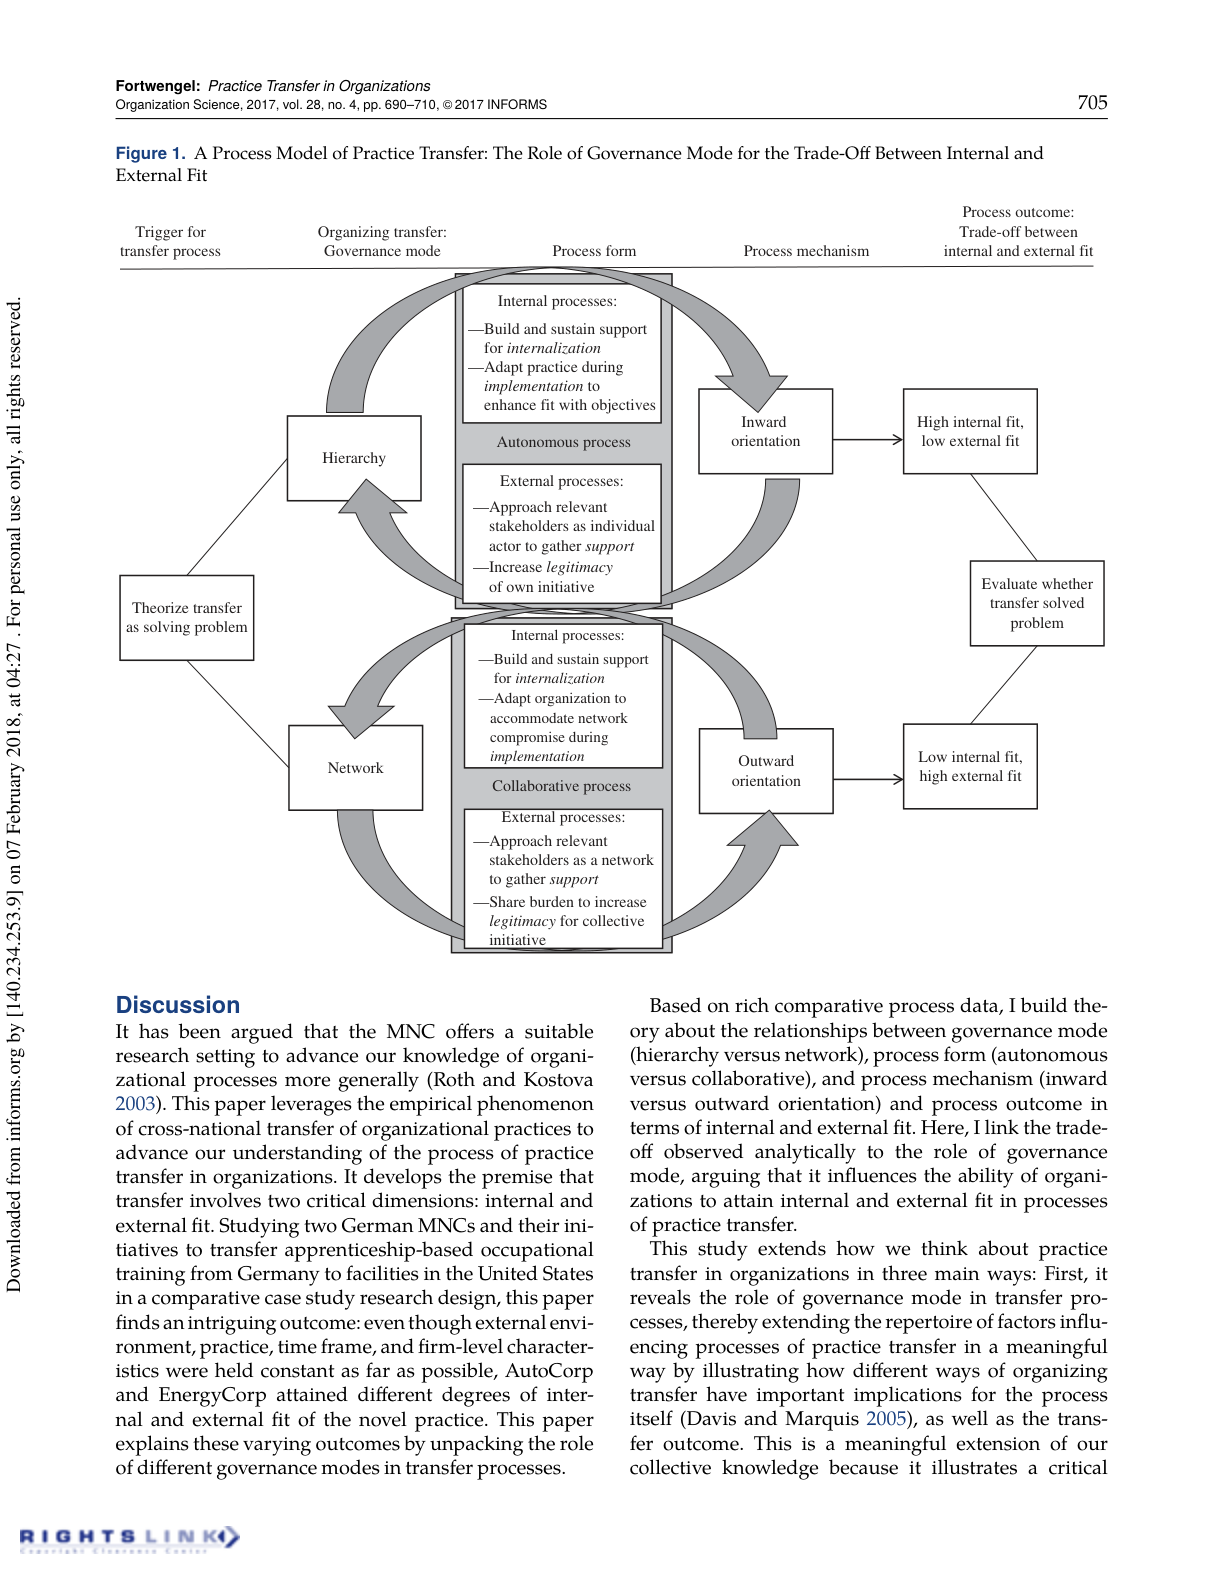 Fortwengel: Practice Transfer in Organizations
Organization Science, 2017, vol. 28, no. 4, pp. 690–710, © 2017 INFORMS
705
Figure 1. A Process Model of Practice Transfer: The Role of Governance Mode for the Trade-Off Between Internal and
External Fit
Trigger for
transfer process
Organizing transfer:
Governance mode
Process form
Process mechanism
Process outcome:
Trade-off between
internal and external fit
Internal processes:
—Build and sustain support
for internalization
—Adapt practice during
implementation to
enhance fit with objectives
Autonomous process
External processes:
—Approach relevant
stakeholders as individual
actor to gather support
—Increase legitimacy
of own initiative
Hierarchy
Inward
orientation
High internal fit,
low external fit
Theorize transfer
as solving problem
Evaluate whether
transfer solved
problem
Internal processes:
—Build and sustain support
for internalization
—Adapt organization to
accommodate network
compromise during
implementation
Collaborative process
External processes:
—Approach relevant
stakeholders as a network
to gather support
—Share burden to increase
legitimacy for collective
initiative
Network
Outward
orientation
Low internal fit,
high external fit
Discussion
It has been argued that the MNC offers a suitable
research setting to advance our knowledge of organi-
zational processes more generally (Roth and Kostova
2003). This paper leverages the empirical phenomenon
of cross-national transfer of organizational practices to
advance our understanding of the process of practice
transfer in organizations. It develops the premise that
transfer involves two critical dimensions: internal and
external fit. Studying two German MNCs and their ini-
tiatives to transfer apprenticeship-based occupational
training from Germany to facilities in the United States
in a comparative case study research design, this paper
finds an intriguing outcome: even though external envi-
ronment, practice, time frame, and firm-level character-
istics were held constant as far as possible, AutoCorp
and EnergyCorp attained different degrees of inter-
nal and external fit of the novel practice. This paper
explains these varying outcomes by unpacking the role
of different governance modes in transfer processes.
Based on rich comparative process data, I build the-
ory about the relationships between governance mode
(hierarchy versus network), process form (autonomous
versus collaborative), and process mechanism (inward
versus outward orientation) and process outcome in
terms of internal and external fit. Here, I link the trade-
off observed analytically to the role of governance
mode, arguing that it influences the ability of organi-
zations to attain internal and external fit in processes
of practice transfer.
This study extends how we think about practice
transfer in organizations in three main ways: First, it
reveals the role of governance mode in transfer pro-
cesses, thereby extending the repertoire of factors influ-
encing processes of practice transfer in a meaningful
way by illustrating how different ways of organizing
transfer have important implications for the process
itself (Davis and Marquis 2005), as well as the trans-
fer outcome. This is a meaningful extension of our
collective knowledge because it illustrates a critical
Downloaded from informs.org by [140.234.253.9] on 07 February 2018, at 04:27 . For personal use only, all rights reserved.
RIGHTSLINK
Copyright Clearance Center